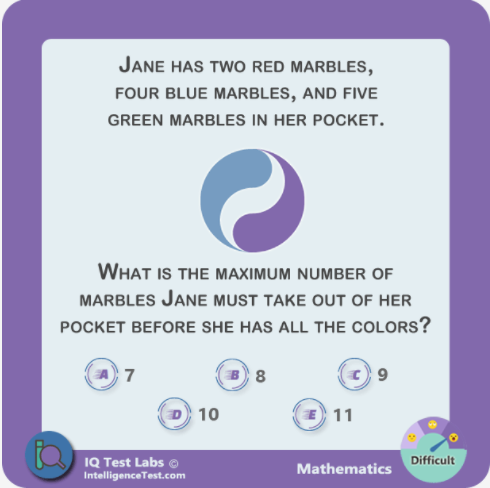 Jane has two red marbles,
four blue marbles, and five
green marbles in her pocket.
What is the maximum number of
marbles Jane must take out of her
pocket before she has all the colors?
A 7
B 8
C 9
D 10
E 11
IQ Test Labs ©
IntelligenceTest.com
Mathematics
Difficult